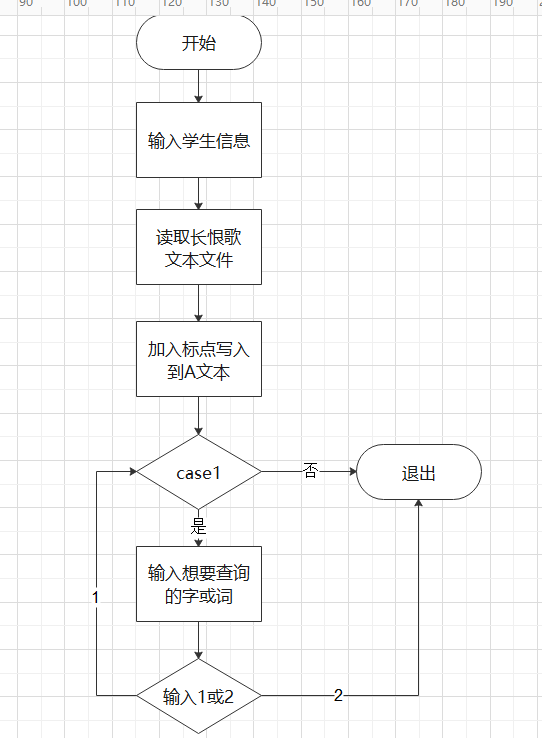 90 100 110 120 130 140 150 160 170 180 190
开始
输入学生信息
读取长恨歌
文本文件
加入标点写入
到A文本
case1
否
退出
是
输入想要查询
的字或词
1
输入1或2
2